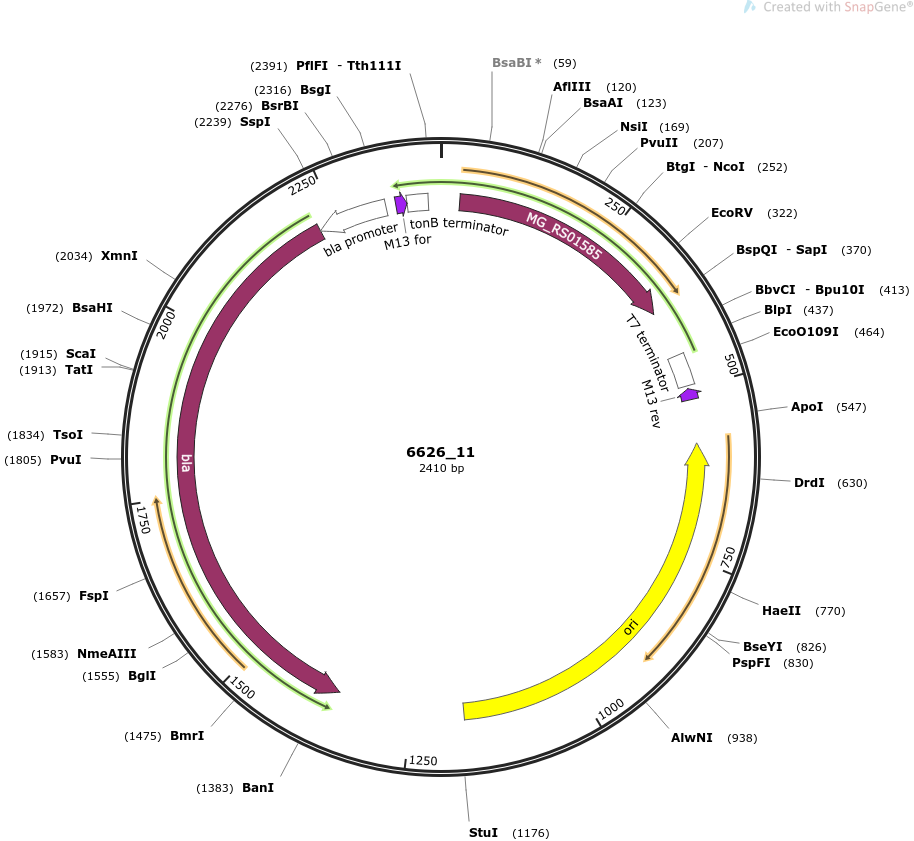 Created with SnapGene®
(2391) PflFI - Tth111I
(2316) BsgI
(2276) BsrBI
(2239) SspI
BsaBI * (59)
AflIII (120)
BsaAI (123)
NsiI (169)
PvuII (207)
BtgI - NcoI (252)
EcoRV (322)
BspQI - SapI (370)
BbvCI - Bpu10I (413)
BlpI (437)
EcoO109I (464)
ApoI (547)
DrdI (630)
HaeII (770)
BseYI (826)
PspFI (830)
AlwNI (938)
StuI (1176)
(1383) BanI
(1475) BmrI
(1555) BglI
(1583) NmeAIII
(1657) FspI
(1805) PvuI
(1834) TsoI
(1913) TatI
(1915) ScaI
(1972) BsaHI
(2034) XmnI
250
500
750
1000
1250
1500
1750
2000
2250
bla promoter
M13 for
tonB terminator
MG_RS01585
T7 terminator
M13 rev
ori
bla
6626_11
2410 bp